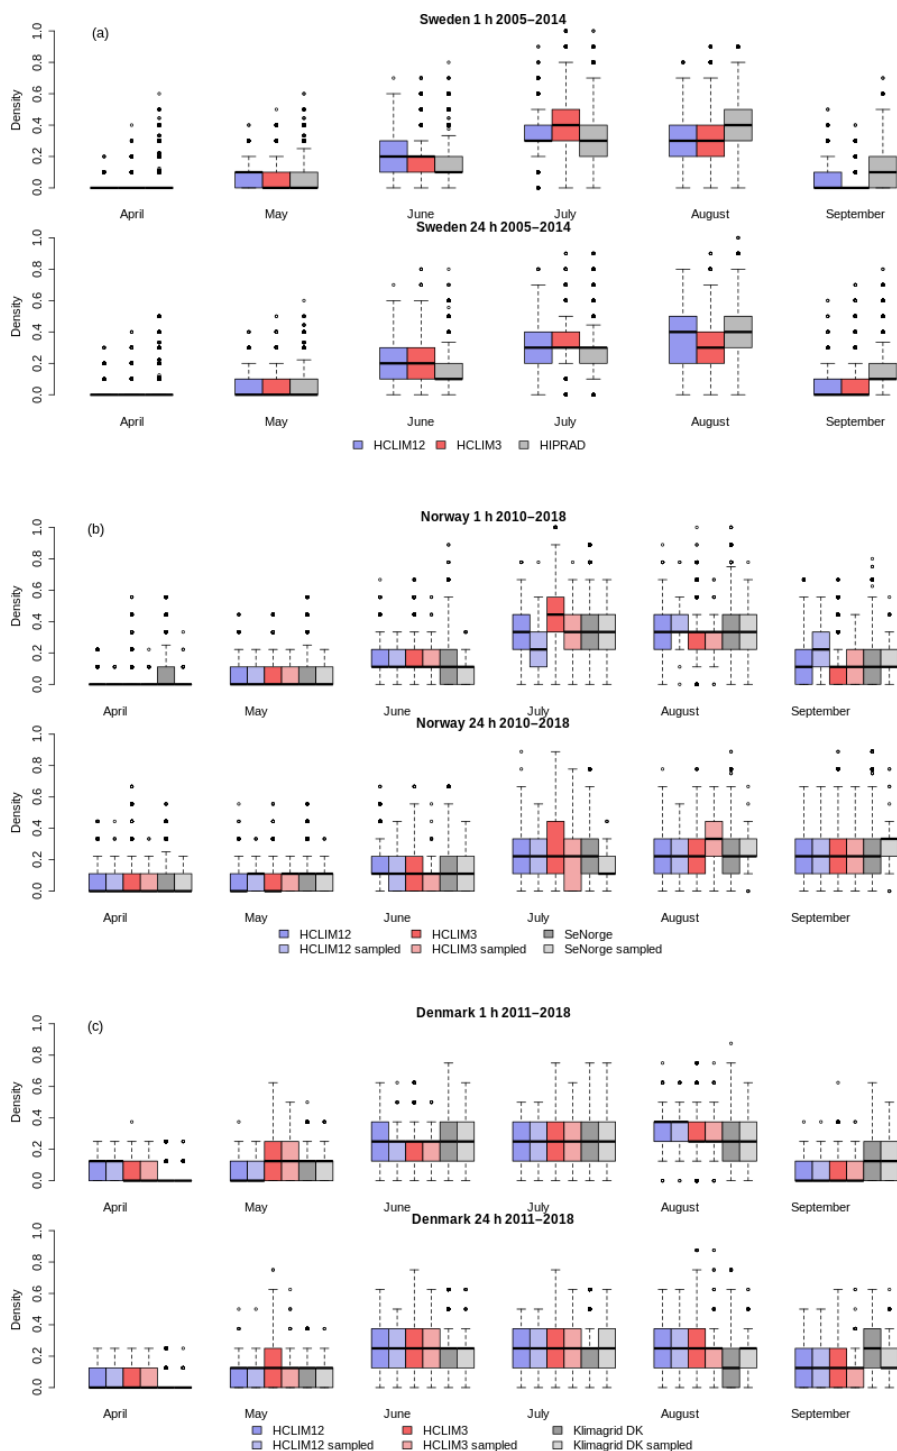 Sweden 1 h 2005–2014
(a)
Density
0.0 0.2 0.4 0.6 0.8 1.0
April May June July August September
Sweden 24 h 2005–2014
Density
0.0 0.2 0.4 0.6 0.8 1.0
April May June July August September
HCLIM12 HCLIM3 HIPRAD
Norway 1 h 2010–2018
(b)
Density
0.0 0.2 0.4 0.6 0.8 1.0
April May June July August September
Norway 24 h 2010–2018
Density
0.0 0.2 0.4 0.6 0.8 1.0
April May June July August September
HCLIM12 HCLIM3 SeNorge
HCLIM12 sampled HCLIM3 sampled SeNorge sampled
Denmark 1 h 2011–2018
(c)
Density
0.0 0.2 0.4 0.6 0.8 1.0
April May June July August September
Denmark 24 h 2011–2018
Density
0.0 0.2 0.4 0.6 0.8 1.0
April May June July August September
HCLIM12 HCLIM3 Klimagrid DK
HCLIM12 sampled HCLIM3 sampled Klimagrid DK sampled